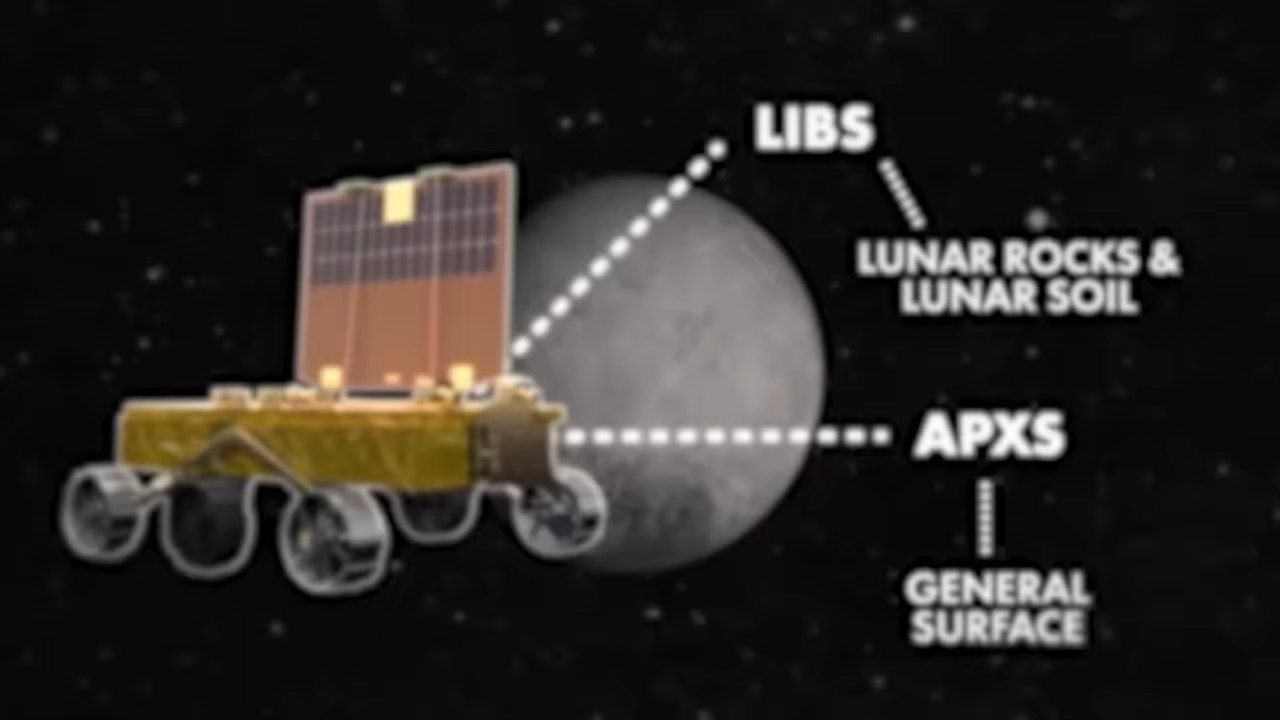 LIBS
LUNAR ROCKS &
LUNAR SOIL
APXS
GENERAL
SURFACE